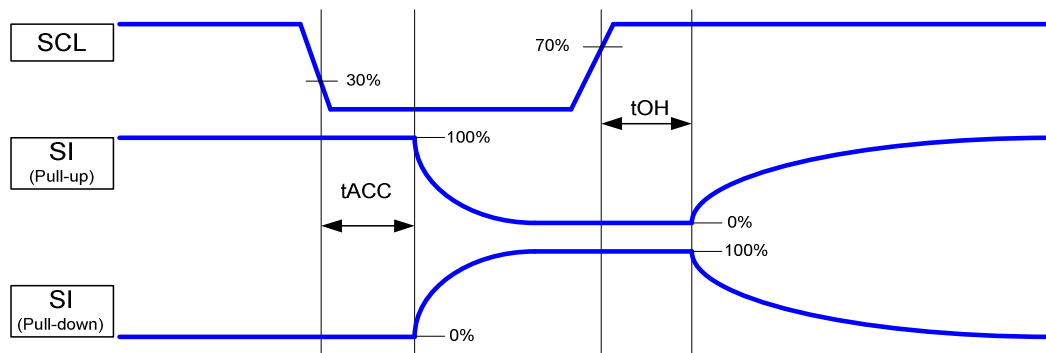 SCL
30%
70%
tOH
SI
(Pull-up)
100%
tACC
0%
100%
SI
(Pull-down)
0%